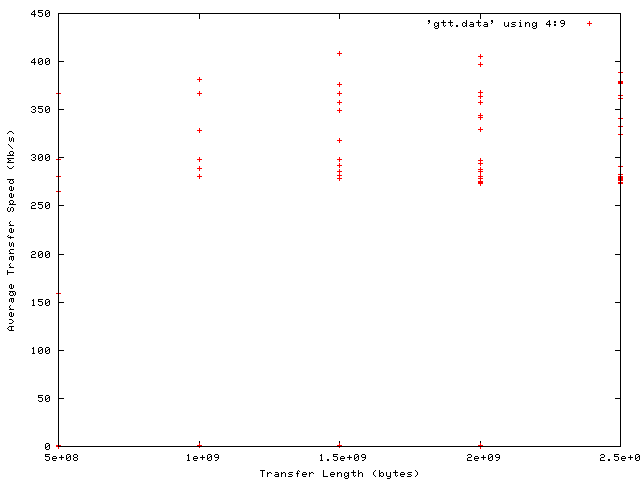 450
'gtt.data' using 4:9
400
350
300
250
200
150
100
50
0
Average Transfer Speed (Mb/s)
5e+08 1e+09 1.5e+09 2e+09 2.5e+0
Transfer Length (bytes)